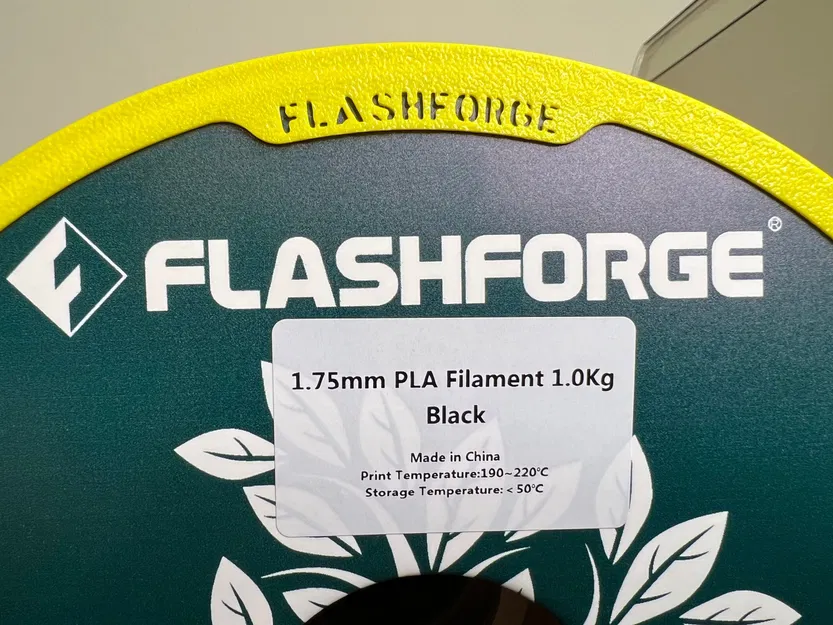 FLASHFORGE
FLASHFORGE®
1.75mm PLA Filament 1.0Kg
Black
Made in China
Print Temperature:190~220℃
Storage Temperature: < 50℃